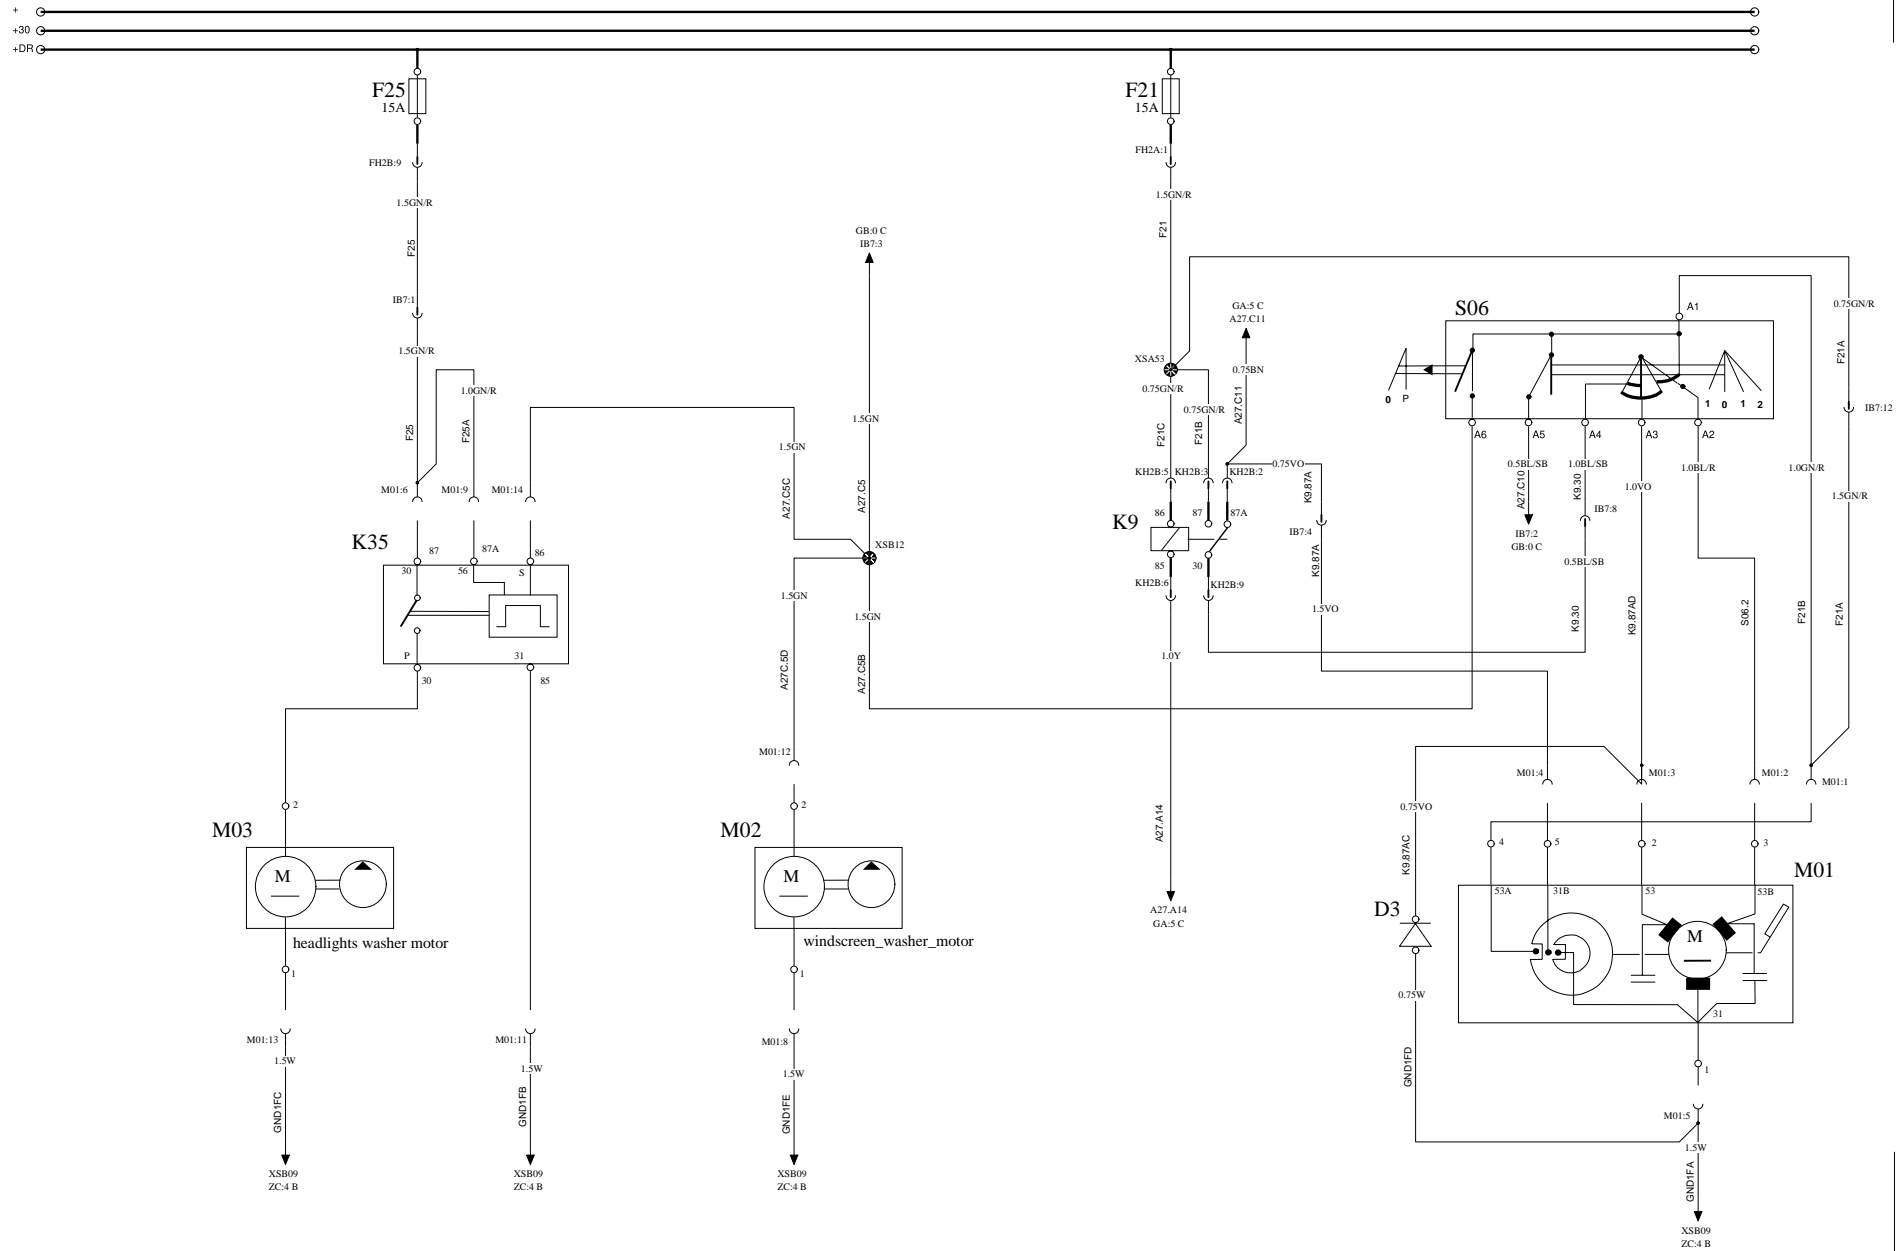 +
+30
+DR
F25
15A
F21
15A
FH2B:9
FH2A:1
1.5GN/R
1.5GN/R
F25
F21
GB:0 C
IB7:3
IB7:1
GA:5 C
A27.C11
S06
A1
0.75GN/R
1.5GN/R
F21A
XSA53
0.75BN
1.0GN/R
0.75GN/R
A27.C11
0 P
1 0 1 2
IB7:12
0.75GN/R
1.5GN
F25
F25A
F21C
F21B
A6
A5
A4
A3
A2
1.5GN
0.75VO
0.5BL/SB
1.0BL/SB
1.0BL/R
1.0GN/R
KH2B:5
KH2B:3
KH2B:2
M01:6
M01:9
M01:14
A27.C5C
A27.C5
K9.87A
A27.C10
K9.30
1.0VO
1.5GN/R
K9
86
87
87A
IB7:8
IB7:4
IB7:2
GB:0 C
K35
87
87A
86
XSB12
K9.87A
30
56
S
85
30
0.5BL/SB
KH2B:6
KH2B:9
1.5GN
1.5GN
1.5VO
K9.30
K9.87AD
S06.2
F21B
F21A
P
31
1.0Y
30
85
A27C.5D
A27.C5B
M01:12
M01:4
M01:3
M01:2
M01:1
2
2
0.75VO
M03
M02
A27.A14
K9.87AC
4
5
2
3
M01
M
M
53A
31B
53
53B
D3
A27.A14
GA:5 C
headlights washer motor
windscreen_washer_motor
M
1
1
0.75W
31
M01:13
M01:11
M01:8
1.5W
1.5W
1.5W
GND1FD
1
GND1FC
GND1FB
GND1FE
M01:5
1.5W
XSB09
ZC:4 B
XSB09
ZC:4 B
XSB09
ZC:4 B
GND1FA
XSB09
ZC:4 B